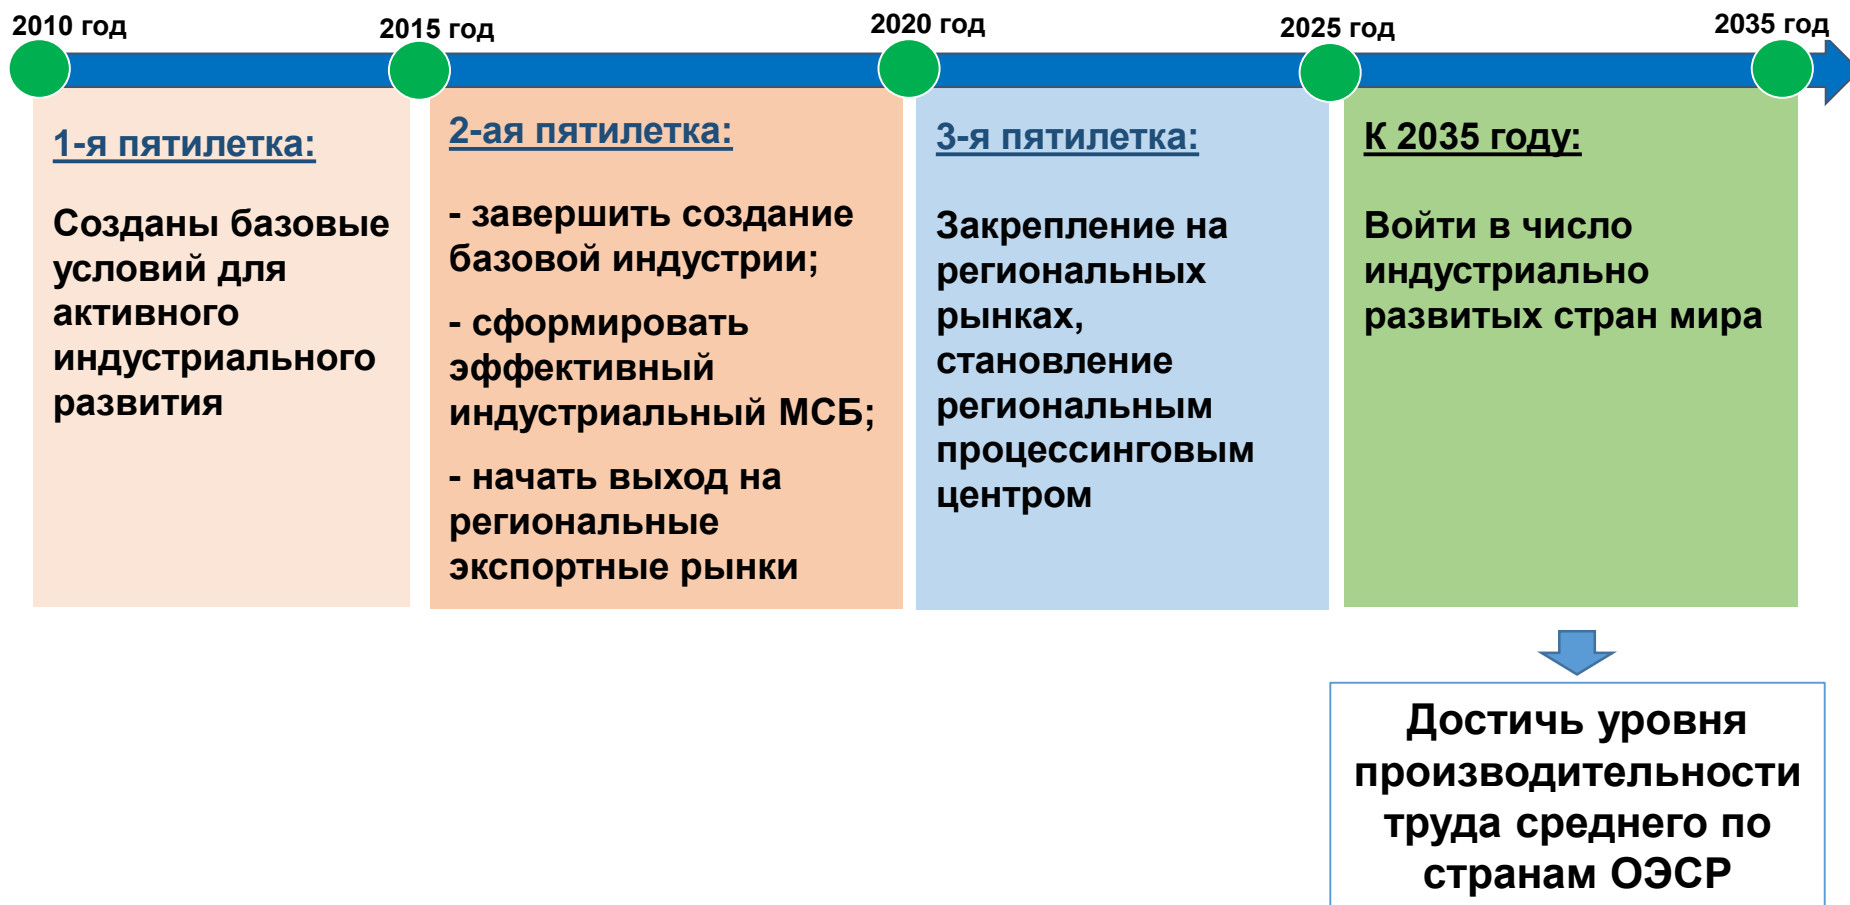 2010 год
2015 год
2020 год
2025 год
2035 год
1-я пятилетка:
Созданы базовые
условий для
активного
индустриального
развития
2-ая пятилетка:
- завершить создание
базовой индустрии;
- сформировать
эффективный
индустриальный МСБ;
- начать выход на
региональные
экспортные рынки
3-я пятилетка:
Закрепление на
региональных
рынках,
становление
региональным
процессинговым
центром
К 2035 году:
Войти в число
индустриально
развитых стран мира
Достичь уровня
производительности
труда среднего по
странам ОЭСР